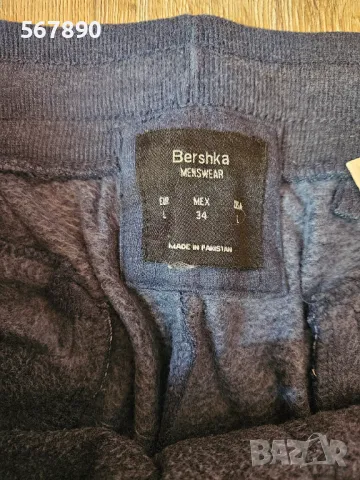 567890
Bershka
MENSWEAR
EUR MEX USA
L 34 L
MADE IN PAKISTAN
BAZAR